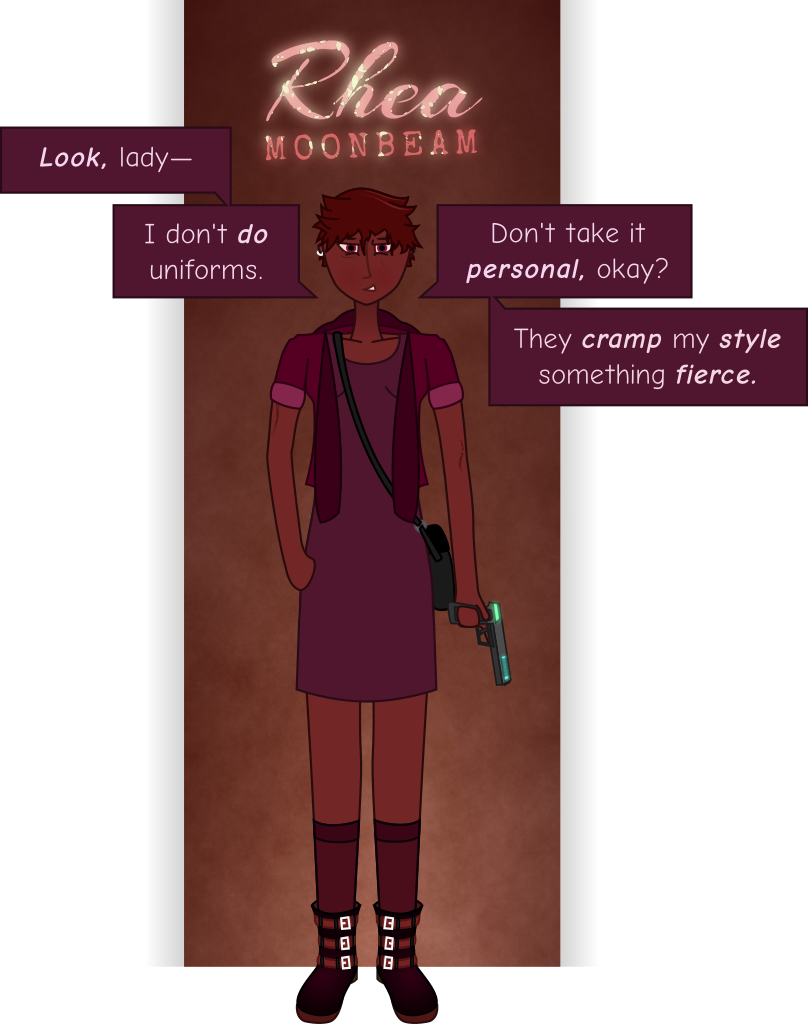 Rhea
MOONBEAM
Look, lady—
I don't do
uniforms.
Don't take it
personal, okay?
They cramp my style
something fierce.